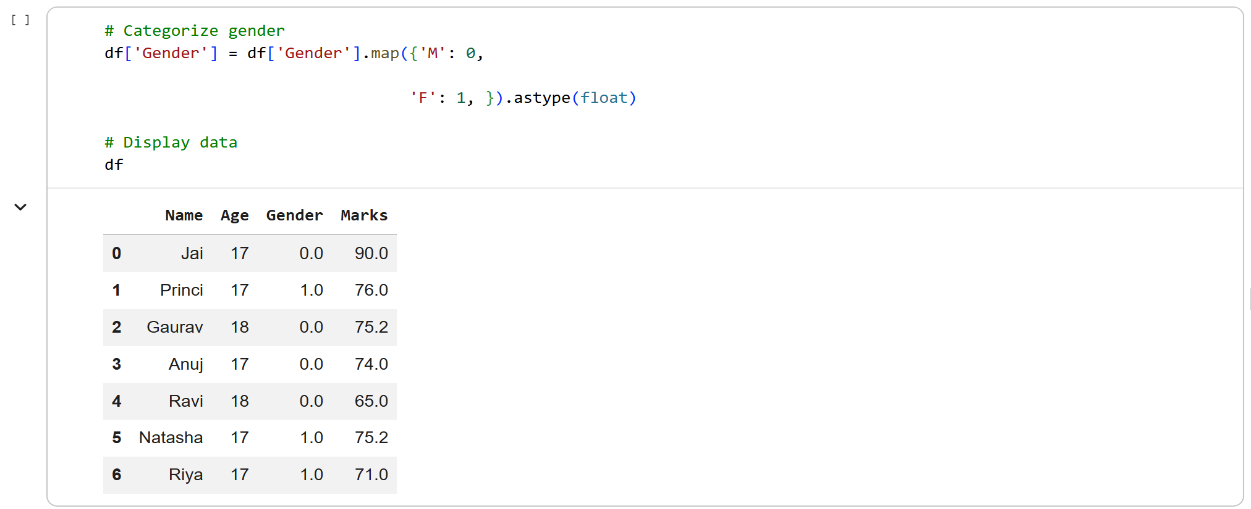 [ ]
# Categorize gender
df['Gender'] = df['Gender'].map({'M': 0,
'F': 1, }).astype(float)
# Display data
df
Name Age Gender Marks
0 Jai 17 0.0 90.0
1 Princi 17 1.0 76.0
2 Gaurav 18 0.0 75.2
3 Anuj 17 0.0 74.0
4 Ravi 18 0.0 65.0
5 Natasha 17 1.0 75.2
6 Riya 17 1.0 71.0